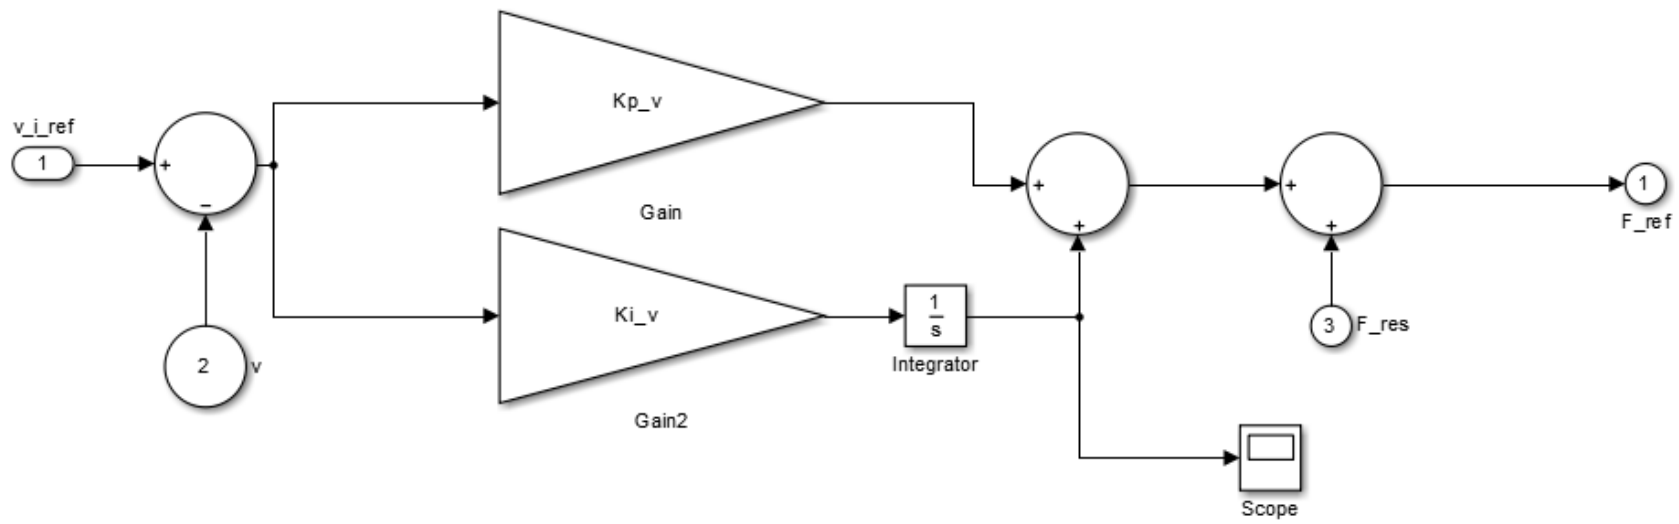 v_i_ref
1
+
−
2
v
Kp_v
Gain
Ki_v
Gain2
1
s
Integrator
+
+
+
+
3
F_res
1
F_ref
Scope